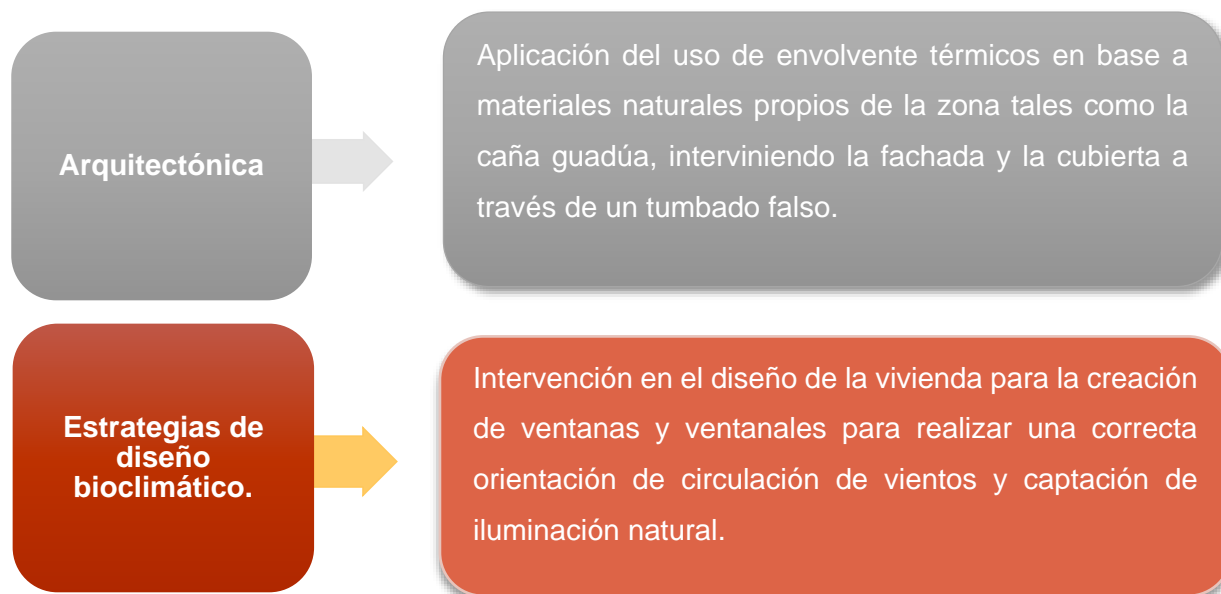 Arquitectónica
Aplicación del uso de envolvente térmicos en base a
materiales naturales propios de la zona tales como la
caña guadúa, interviniendo la fachada y la cubierta a
través de un tumbado falso.
Estrategias de
diseño
bioclimático.
Intervención en el diseño de la vivienda para la creación
de ventanas y ventanales para realizar una correcta
orientación de circulación de vientos y captación de
iluminación natural.